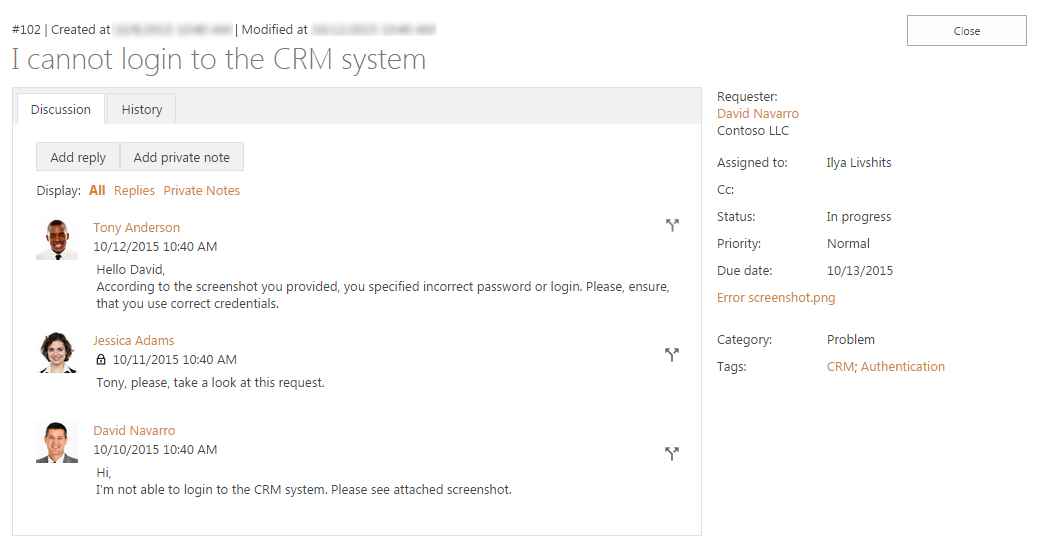 #102 | Created at | Modified at
Close
I cannot login to the CRM system
Discussion
History
Add reply
Add private note
Display: All Replies Private Notes
Tony Anderson
10/12/2015 10:40 AM
Hello David,
According to the screenshot you provided, you specified incorrect password or login. Please, ensure,
that you use correct credentials.
Jessica Adams
10/11/2015 10:40 AM
Tony, please, take a look at this request.
David Navarro
10/10/2015 10:40 AM
Hi,
I'm not able to login to the CRM system. Please see attached screenshot.
Requester:
David Navarro
Contoso LLC
Assigned to: Ilya Livshits
Cc:
Status: In progress
Priority: Normal
Due date: 10/13/2015
Error screenshot.png
Category: Problem
Tags: CRM; Authentication